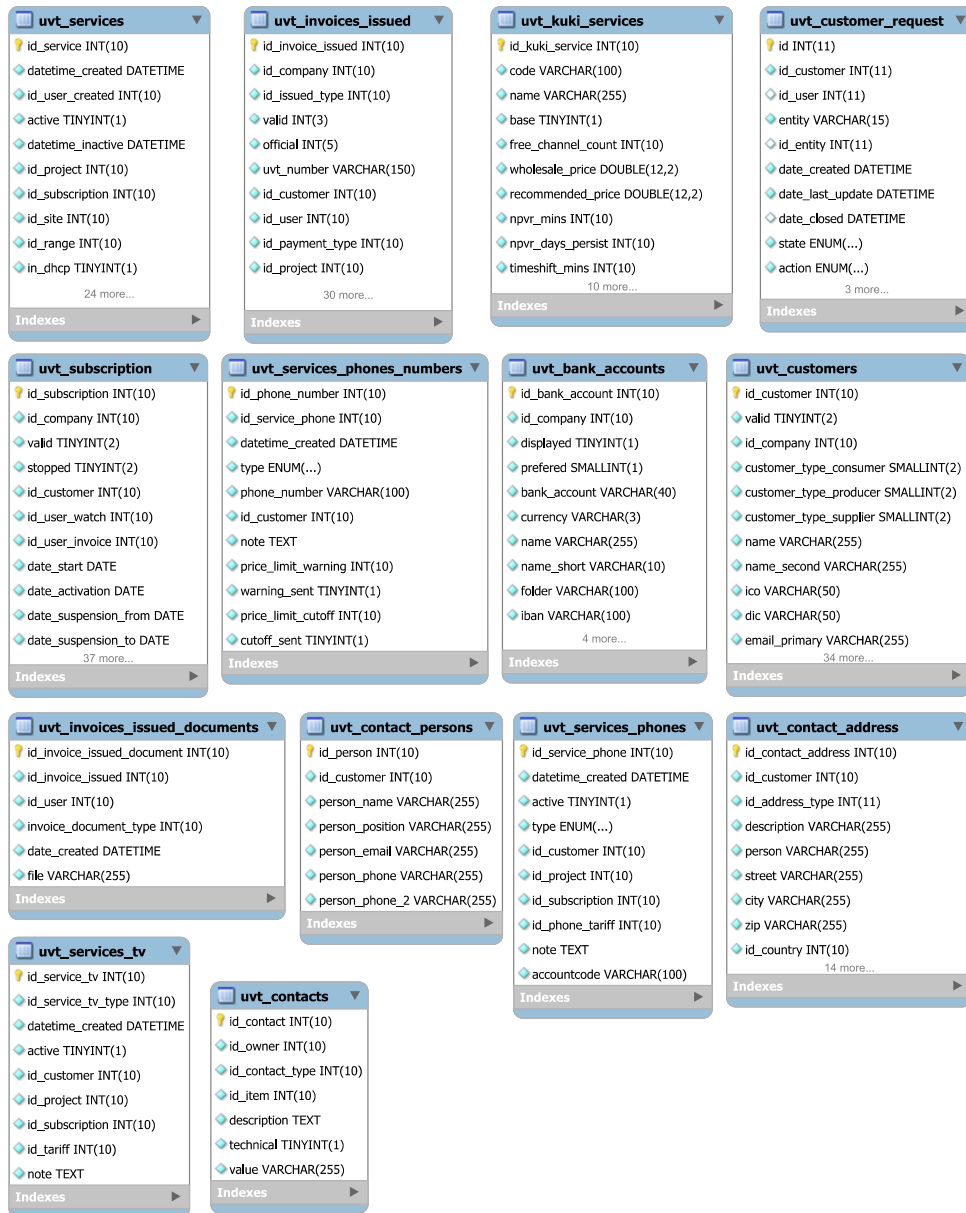 uvt_services
id_service INT(10)
datetime_created DATETIME
id_user_created INT(10)
active TINYINT(1)
datetime_inactive DATETIME
id_project INT(10)
id_subscription INT(10)
id_site INT(10)
id_range INT(10)
in_dhcp TINYINT(1)
24 more...
Indexes
uvt_invoices_issued
id_invoice_issued INT(10)
id_company INT(10)
id_issued_type INT(10)
valid INT(3)
official INT(5)
uvt_number VARCHAR(150)
id_customer INT(10)
id_user INT(10)
id_payment_type INT(10)
id_project INT(10)
30 more...
Indexes
uvt_kuki_services
id_kuki_service INT(10)
code VARCHAR(100)
name VARCHAR(255)
base TINYINT(1)
free_channel_count INT(10)
wholesale_price DOUBLE(12,2)
recommended_price DOUBLE(12,2)
npvr_mins INT(10)
npvr_days_persist INT(10)
timeshift_mins INT(10)
10 more...
Indexes
uvt_customer_request
id INT(11)
id_customer INT(11)
id_user INT(11)
entity VARCHAR(15)
id_entity INT(11)
date_created DATETIME
date_last_update DATETIME
date_closed DATETIME
state ENUM(...)
action ENUM(...)
3 more...
Indexes
uvt_subscription
id_subscription INT(10)
id_company INT(10)
valid TINYINT(2)
stopped TINYINT(2)
id_customer INT(10)
id_user_watch INT(10)
id_user_invoice INT(10)
date_start DATE
date_activation DATE
date_suspension_from DATE
date_suspension_to DATE
37 more...
Indexes
uvt_services_phones_numbers
id_phone_number INT(10)
id_service_phone INT(10)
datetime_created DATETIME
type ENUM(...)
phone_number VARCHAR(100)
id_customer INT(10)
note TEXT
price_limit_warning INT(10)
warning_sent TINYINT(1)
price_limit_cutoff INT(10)
cutoff_sent TINYINT(1)
Indexes
uvt_bank_accounts
id_bank_account INT(10)
id_company INT(10)
displayed TINYINT(1)
prefered SMALLINT(1)
bank_account VARCHAR(40)
currency VARCHAR(3)
name VARCHAR(255)
name_short VARCHAR(10)
folder VARCHAR(100)
iban VARCHAR(100)
4 more...
Indexes
uvt_customers
id_customer INT(10)
valid TINYINT(2)
id_company INT(10)
customer_type_consumer SMALLINT(2)
customer_type_producer SMALLINT(2)
customer_type_supplier SMALLINT(2)
name VARCHAR(255)
name_second VARCHAR(255)
ico VARCHAR(50)
dic VARCHAR(50)
email_primary VARCHAR(255)
34 more...
Indexes
uvt_invoices_issued_documents
id_invoice_issued_document INT(10)
id_invoice_issued INT(10)
id_user INT(10)
invoice_document_type INT(10)
date_created DATETIME
file VARCHAR(255)
Indexes
uvt_contact_persons
id_person INT(10)
id_customer INT(10)
person_name VARCHAR(255)
person_position VARCHAR(255)
person_email VARCHAR(255)
person_phone VARCHAR(255)
person_phone_2 VARCHAR(255)
Indexes
uvt_services_phones
id_service_phone INT(10)
datetime_created DATETIME
active TINYINT(1)
type ENUM(...)
id_customer INT(10)
id_project INT(10)
id_subscription INT(10)
id_phone_tariff INT(10)
note TEXT
accountcode VARCHAR(100)
Indexes
uvt_contact_address
id_contact_address INT(10)
id_customer INT(10)
id_address_type INT(11)
description VARCHAR(255)
person VARCHAR(255)
street VARCHAR(255)
city VARCHAR(255)
zip VARCHAR(255)
id_country INT(10)
14 more...
Indexes
uvt_services_tv
id_service_tv INT(10)
id_service_tv_type INT(10)
datetime_created DATETIME
active TINYINT(1)
id_customer INT(10)
id_project INT(10)
id_subscription INT(10)
id_tariff INT(10)
note TEXT
Indexes
uvt_contacts
id_contact INT(10)
id_owner INT(10)
id_contact_type INT(10)
id_item INT(10)
description TEXT
technical TINYINT(1)
value VARCHAR(255)
Indexes